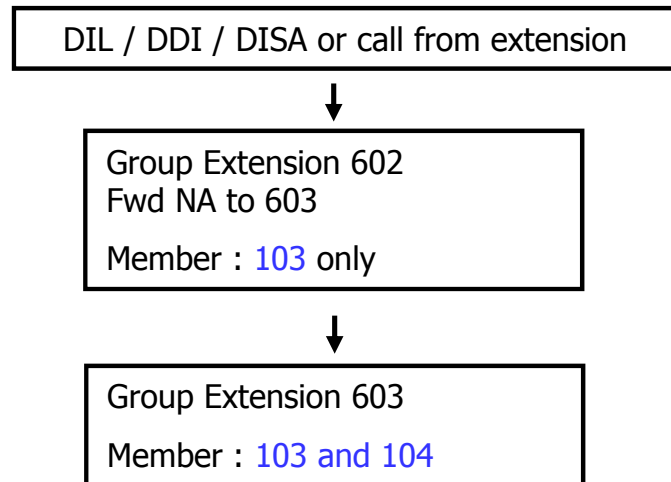 DIL / DDI / DISA or call from extension
Group Extension 602
Fwd NA to 603
Member : 103 only
Group Extension 603
Member : 103 and 104